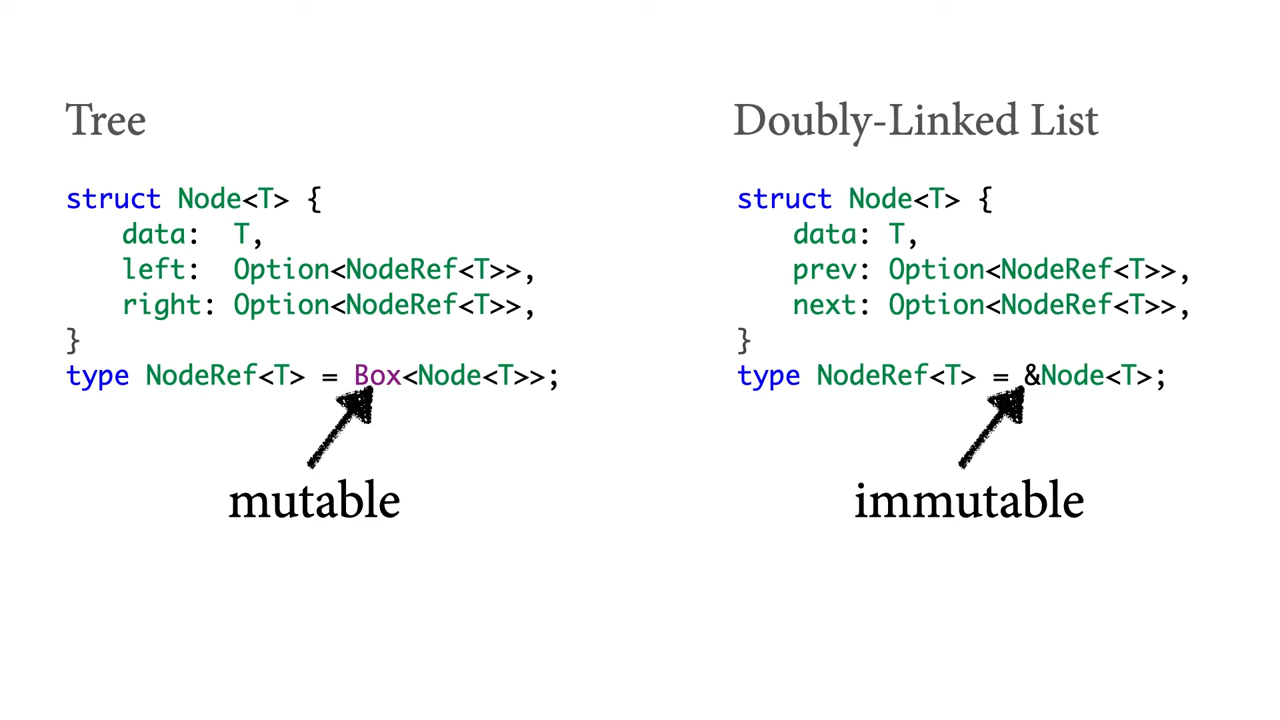 Tree
struct Node<T> {
    data:  T,
    left:  Option<NodeRef<T>>,
    right: Option<NodeRef<T>>,
}
type NodeRef<T> = Box<Node<T>>;
mutable
Doubly-Linked List
struct Node<T> {
    data: T,
    prev: Option<NodeRef<T>>,
    next: Option<NodeRef<T>>,
}
type NodeRef<T> = &Node<T>;
immutable